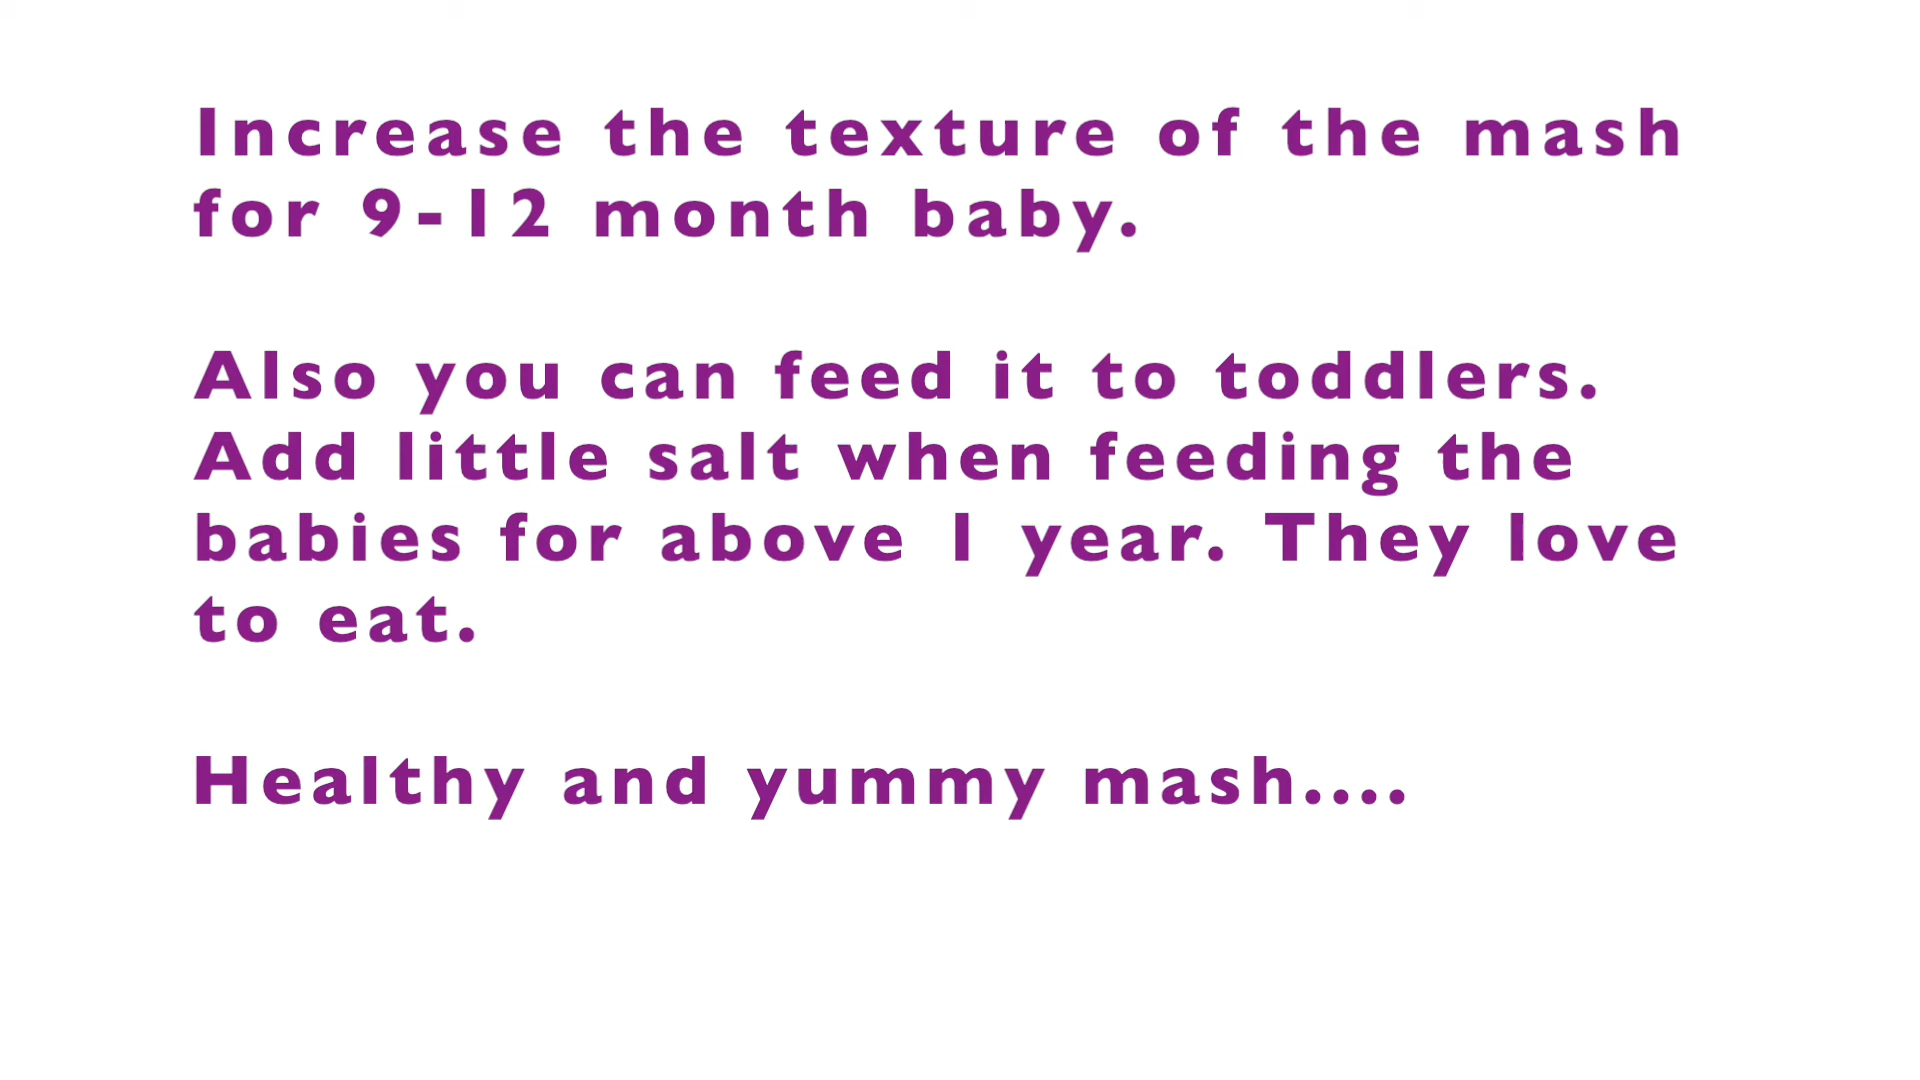 Increase the texture of the mash
for 9-12 month baby.
Also you can feed it to toddlers.
Add little salt when feeding the
babies for above 1 year. They love
to eat.
Healthy and yummy mash....